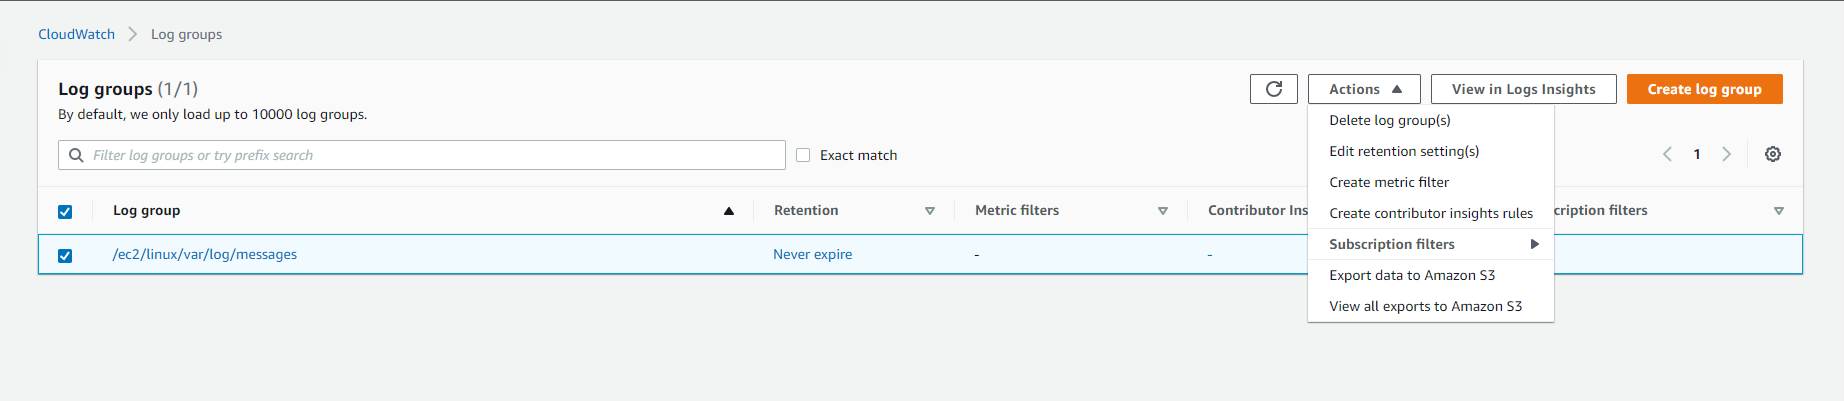 CloudWatch > Log groups
Log groups (1/1)
By default, we only load up to 10000 log groups.
Actions
View in Logs Insights
Create log group
Filter log groups or try prefix search
Exact match
1
Delete log group(s)
Edit retention setting(s)
Create metric filter
Create contributor insights rules
Subscription filters
Export data to Amazon S3
View all exports to Amazon S3
Log group
Retention
Metric filters
Contributor Ins
cription filters
/ec2/linux/var/log/messages
Never expire
-
-